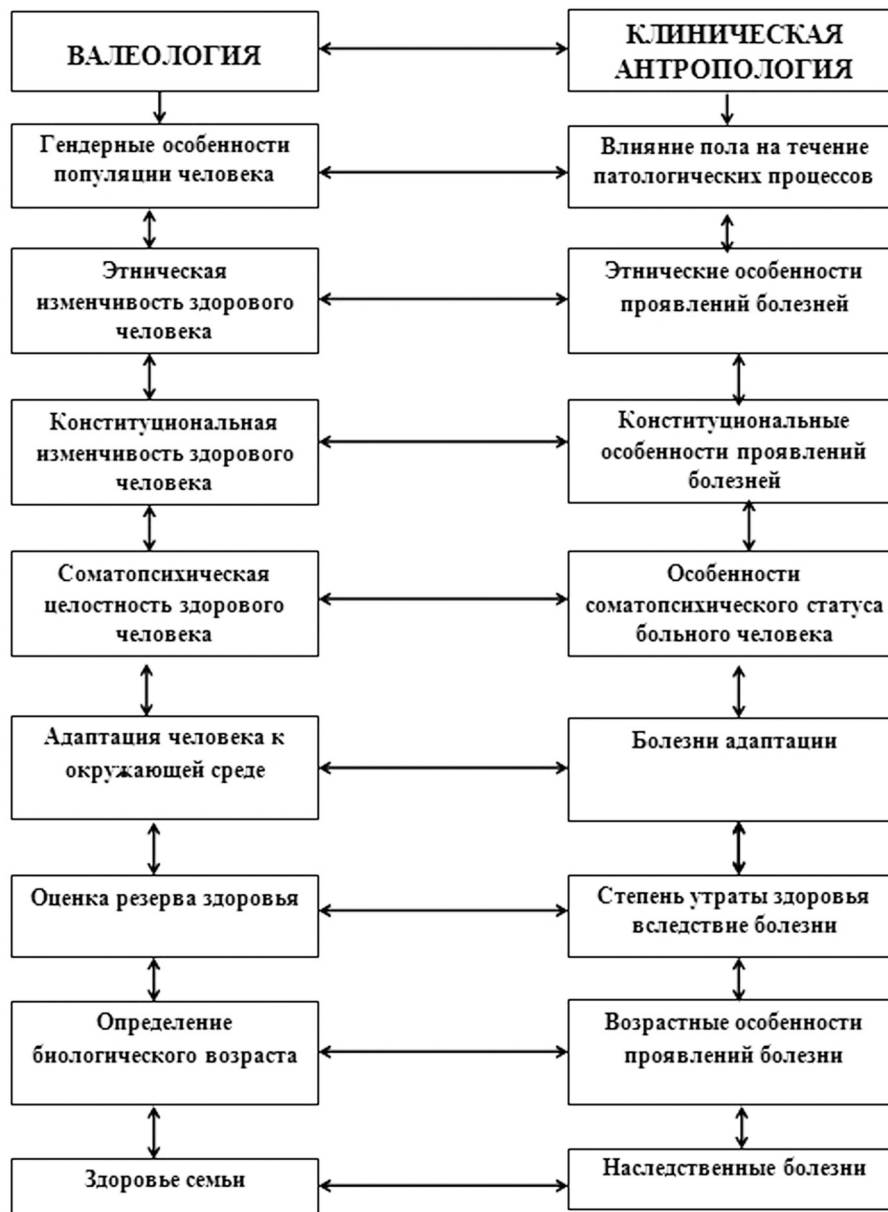 ВАЛЕОЛОГИЯ
КЛИНИЧЕСКАЯ
АНТРОПОЛОГИЯ
Гендерные особенности
популяции человека
Влияние пола на течение
патологических процессов
Этническая
изменчивость здорового
человека
Этнические особенности
проявлений болезней
Конституциональная
изменчивость здорового
человека
Конституциональные
особенности проявлений
болезней
Соматопсихическая
целостность здорового
человека
Особенности
соматопсихического статуса
больного человека
Адаптация человека к
окружающей среде
Болезни адаптации
Оценка резерва здоровья
Степень утраты здоровья
вследствие болезни
Определение
биологического возраста
Возрастные особенности
проявлений болезни
Здоровье семьи
Наследственные болезни